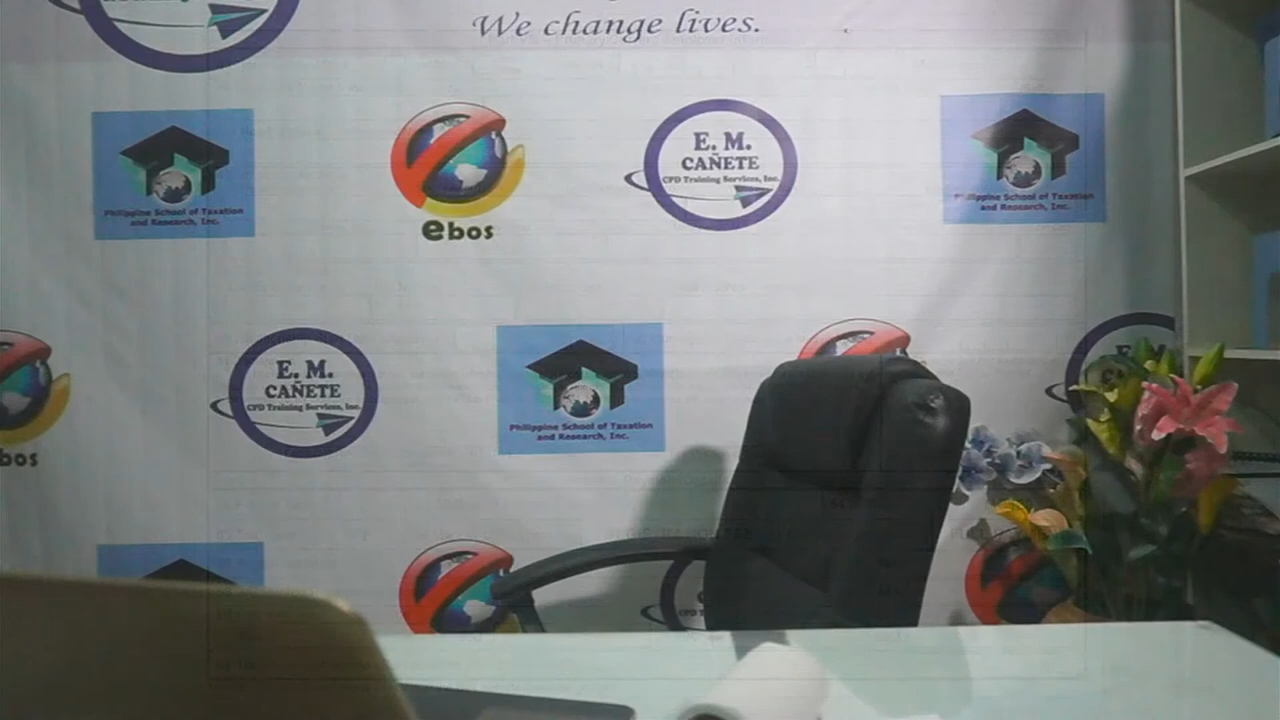 We change lives.
Philippine School of Taxation
and Research, Inc.
ebos
E. M.
CAÑETE
CPD Training Services, Inc.
Philippine School of Taxation
and Research, Inc.
bos
E. M.
CAÑETE
CPD Training Services, Inc.
Philippine School of Taxation
and Research, Inc.